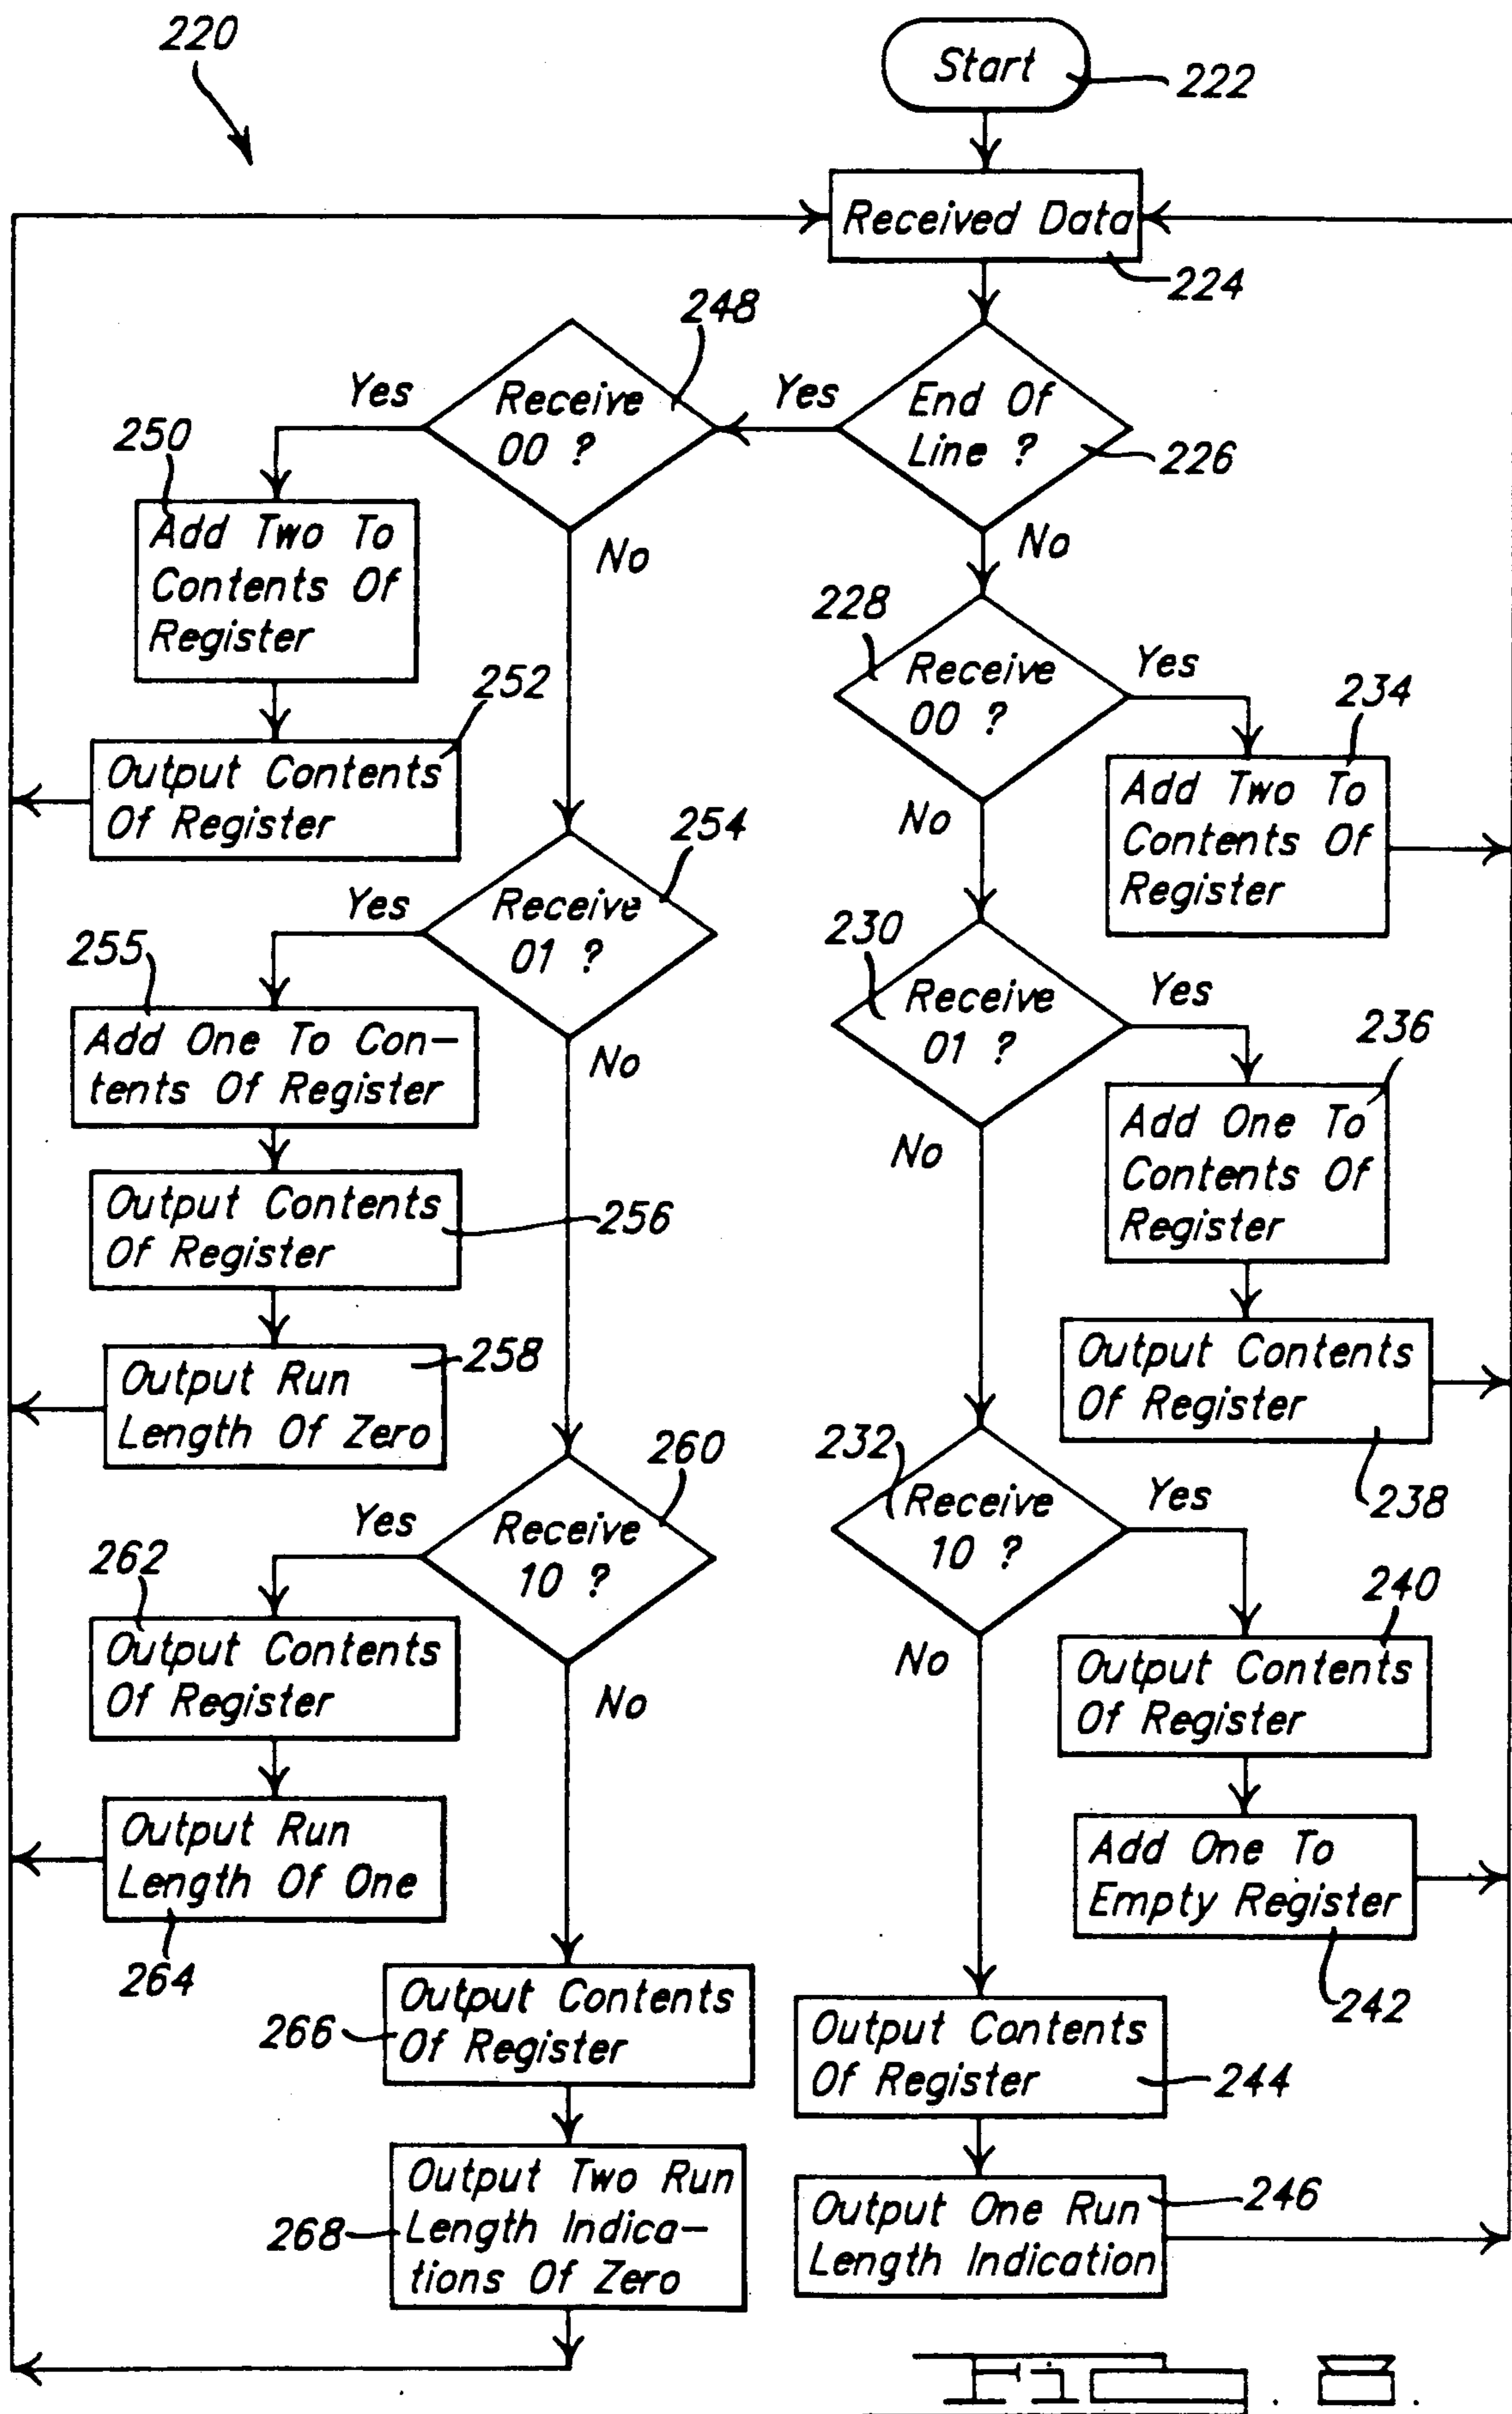 220
Start
222
Received Data
224
248
Receive
00 ?
Yes
Yes
End Of
Line ?
226
250
Add Two To
Contents Of
Register
No
No
228
Receive
00 ?
Yes
234
252
Output Contents
Of Register
Add Two To
Contents Of
Register
No
254
Receive
01 ?
Yes
230
Receive
01 ?
Yes
255
Add One To Con-
tents Of Register
No
236
Add One To
Contents Of
Register
No
Output Contents
Of Register
256
258
Output Run
Length Of Zero
Output Contents
Of Register
238
260
Receive
10 ?
Yes
232
Receive
10 ?
Yes
262
Output Contents
Of Register
No
240
Output Contents
Of Register
No
Output Run
Length Of One
264
Add One To
Empty Register
242
Output Contents
Of Register
266
Output Contents
Of Register
244
Output Two Run
Length Indica-
tions Of Zero
268
Output One Run
Length Indication
246